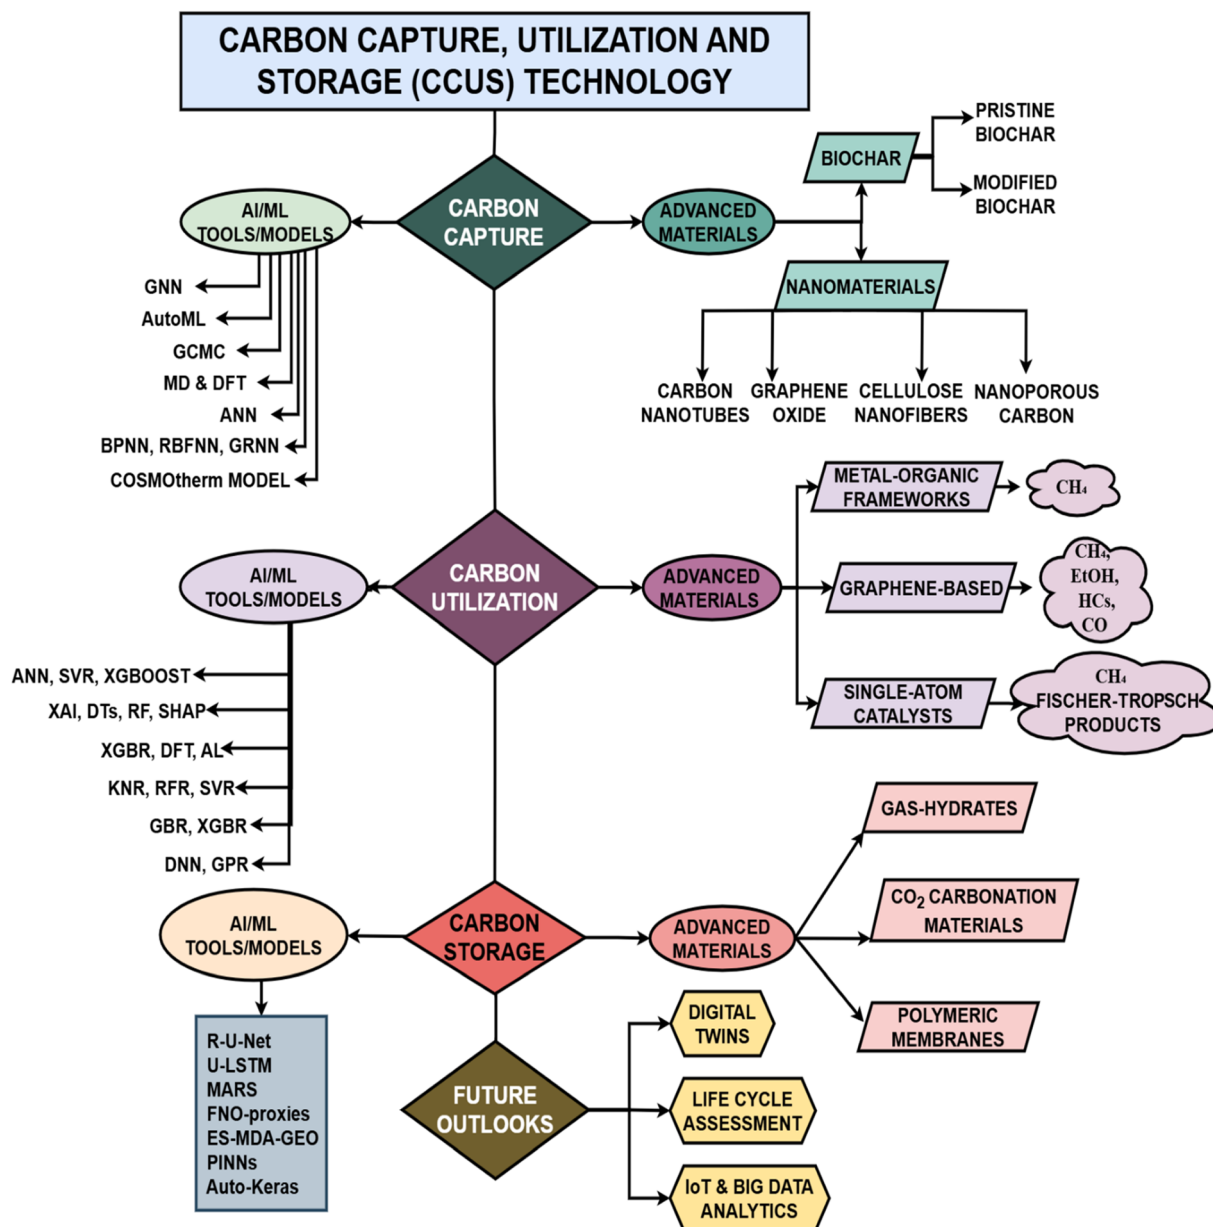 CARBON CAPTURE, UTILIZATION AND
STORAGE (CCUS) TECHNOLOGY
CARBON
CAPTURE
AI/ML
TOOLS/MODELS
GNN
AutoML
GCMC
MD & DFT
ANN
BPNN, RBFNN, GRNN
COSMOtherm MODEL
ADVANCED
MATERIALS
BIOCHAR
PRISTINE
BIOCHAR
MODIFIED
BIOCHAR
NANOMATERIALS
CARBON
NANOTUBES
GRAPHENE
OXIDE
CELLULOSE
NANOFIBERS
NANOPOROUS
CARBON
CARBON
UTILIZATION
AI/ML
TOOLS/MODELS
ANN, SVR, XGBOOST
XAI, DTs, RF, SHAP
XGBR, DFT, AL
KNR, RFR, SVR
GBR, XGBR
DNN, GPR
ADVANCED
MATERIALS
METAL-ORGANIC
FRAMEWORKS
CH₄
GRAPHENE-BASED
CH₄,
EtOH,
HCs,
CO
SINGLE-ATOM
CATALYSTS
CH₄
FISCHER-TROPSCH
PRODUCTS
CARBON
STORAGE
AI/ML
TOOLS/MODELS
R-U-Net
U-LSTM
MARS
FNO-proxies
ES-MDA-GEO
PINNs
Auto-Keras
ADVANCED
MATERIALS
GAS-HYDRATES
CO₂ CARBONATION
MATERIALS
POLYMERIC
MEMBRANES
FUTURE
OUTLOOKS
DIGITAL
TWINS
LIFE CYCLE
ASSESSMENT
IoT & BIG DATA
ANALYTICS